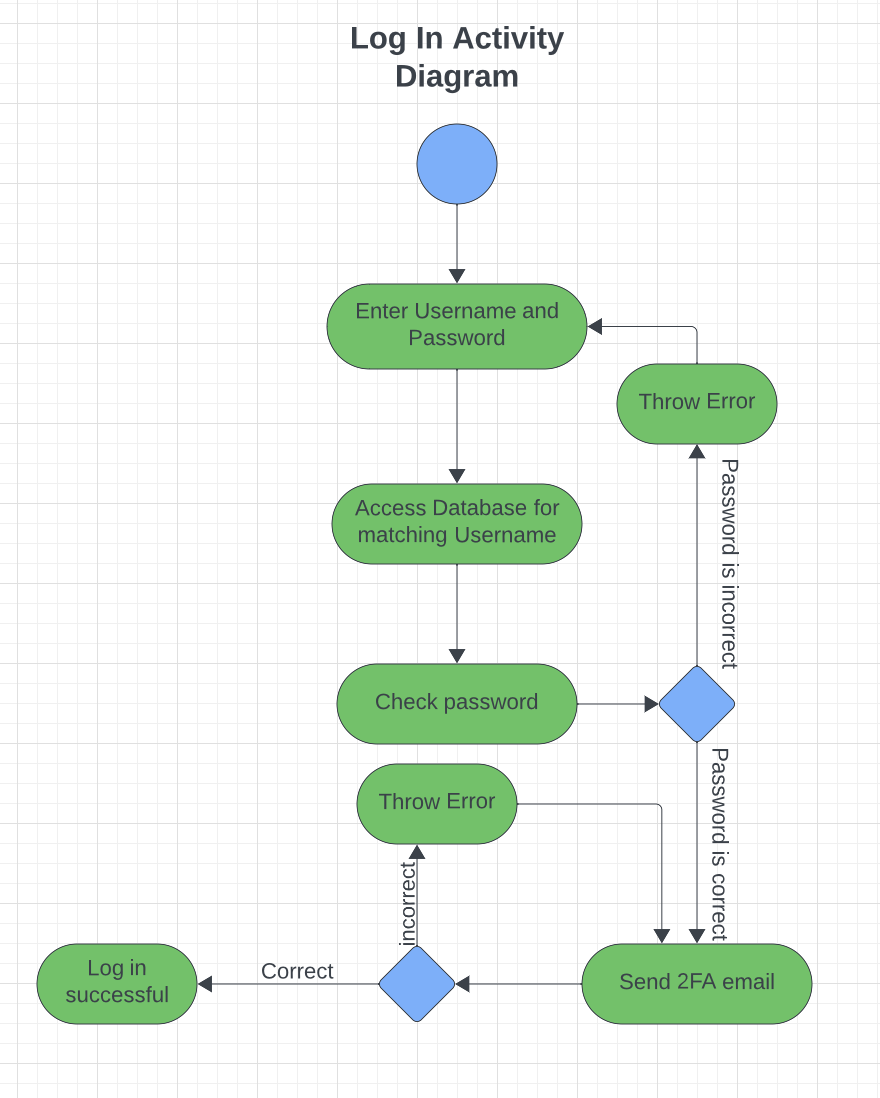 Log In Activity
Diagram
Enter Username and
Password
Throw Error
Password is incorrect
Access Database for
matching Username
Check password
Password is correct
Throw Error
incorrect
Correct
Log in
successful
Send 2FA email